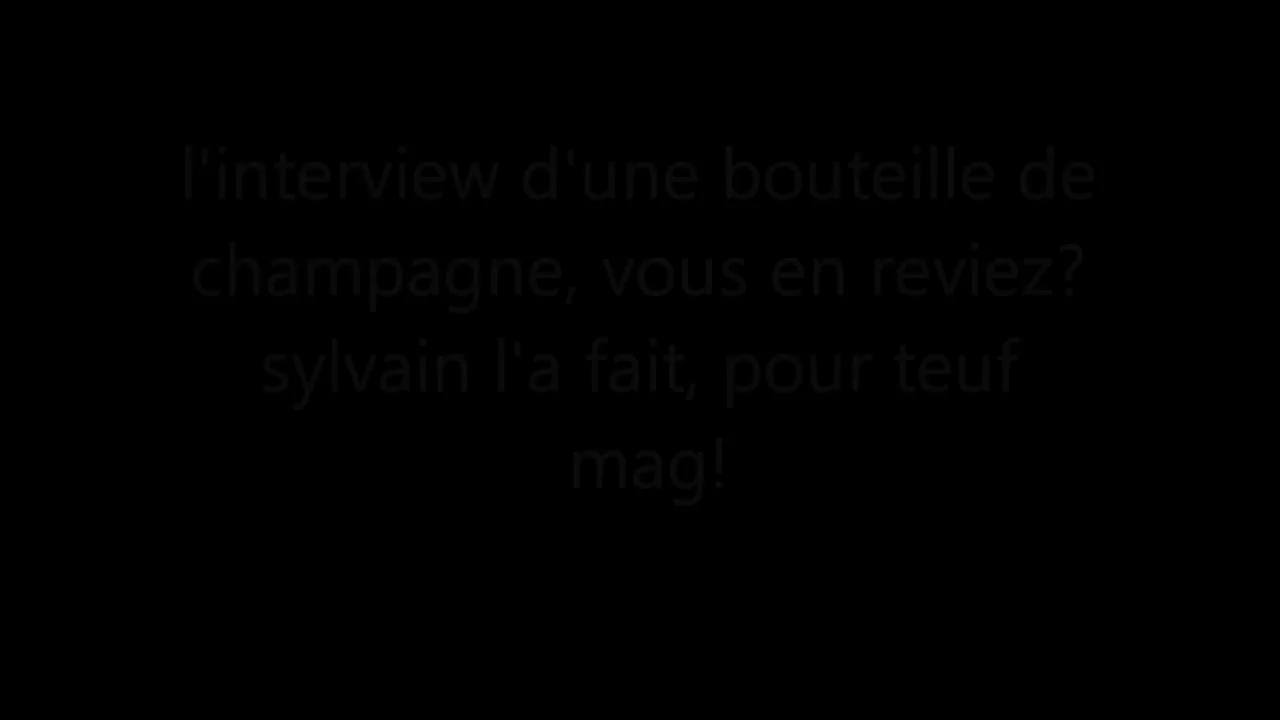 l'interview d'une bouteille de
champagne, vous en reviez?
sylvain l'a fait, pour teuf
mag!